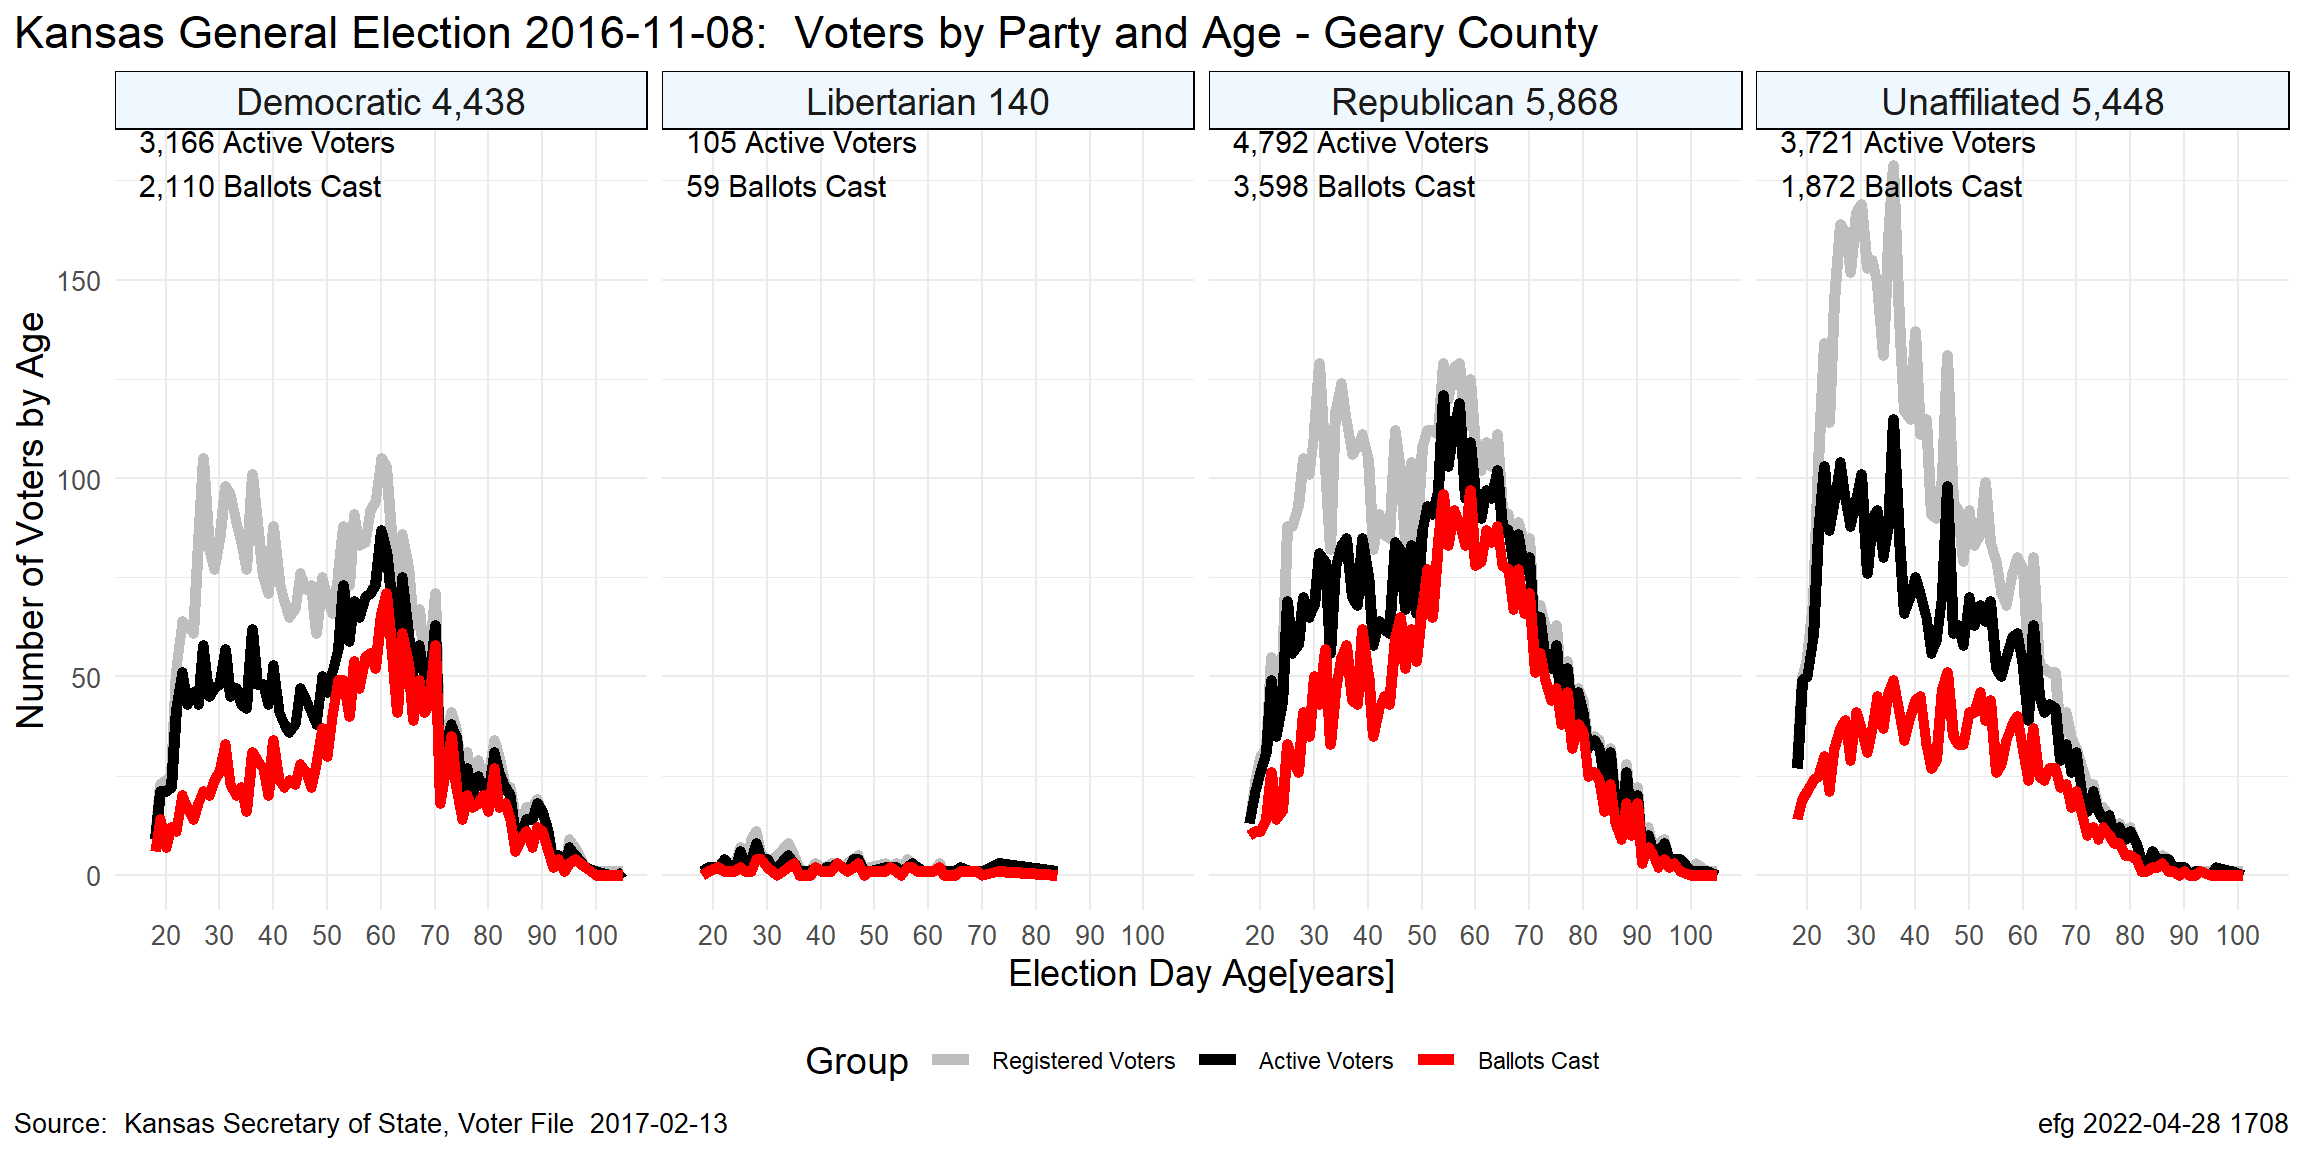 Kansas General Election 2016-11-08:  Voters by Party and Age - Geary County
Democratic 4,438
Libertarian 140
Republican 5,868
Unaffiliated 5,448
3,166 Active Voters
2,110 Ballots Cast
105 Active Voters
59 Ballots Cast
4,792 Active Voters
3,598 Ballots Cast
3,721 Active Voters
1,872 Ballots Cast
Number of Voters by Age
150
100
50
0
20 30 40 50 60 70 80 90 100
20 30 40 50 60 70 80 90 100
20 30 40 50 60 70 80 90 100
20 30 40 50 60 70 80 90 100
Election Day Age[years]
Group Registered Voters Active Voters Ballots Cast
Source:  Kansas Secretary of State, Voter File  2017-02-13
efg 2022-04-28 1708